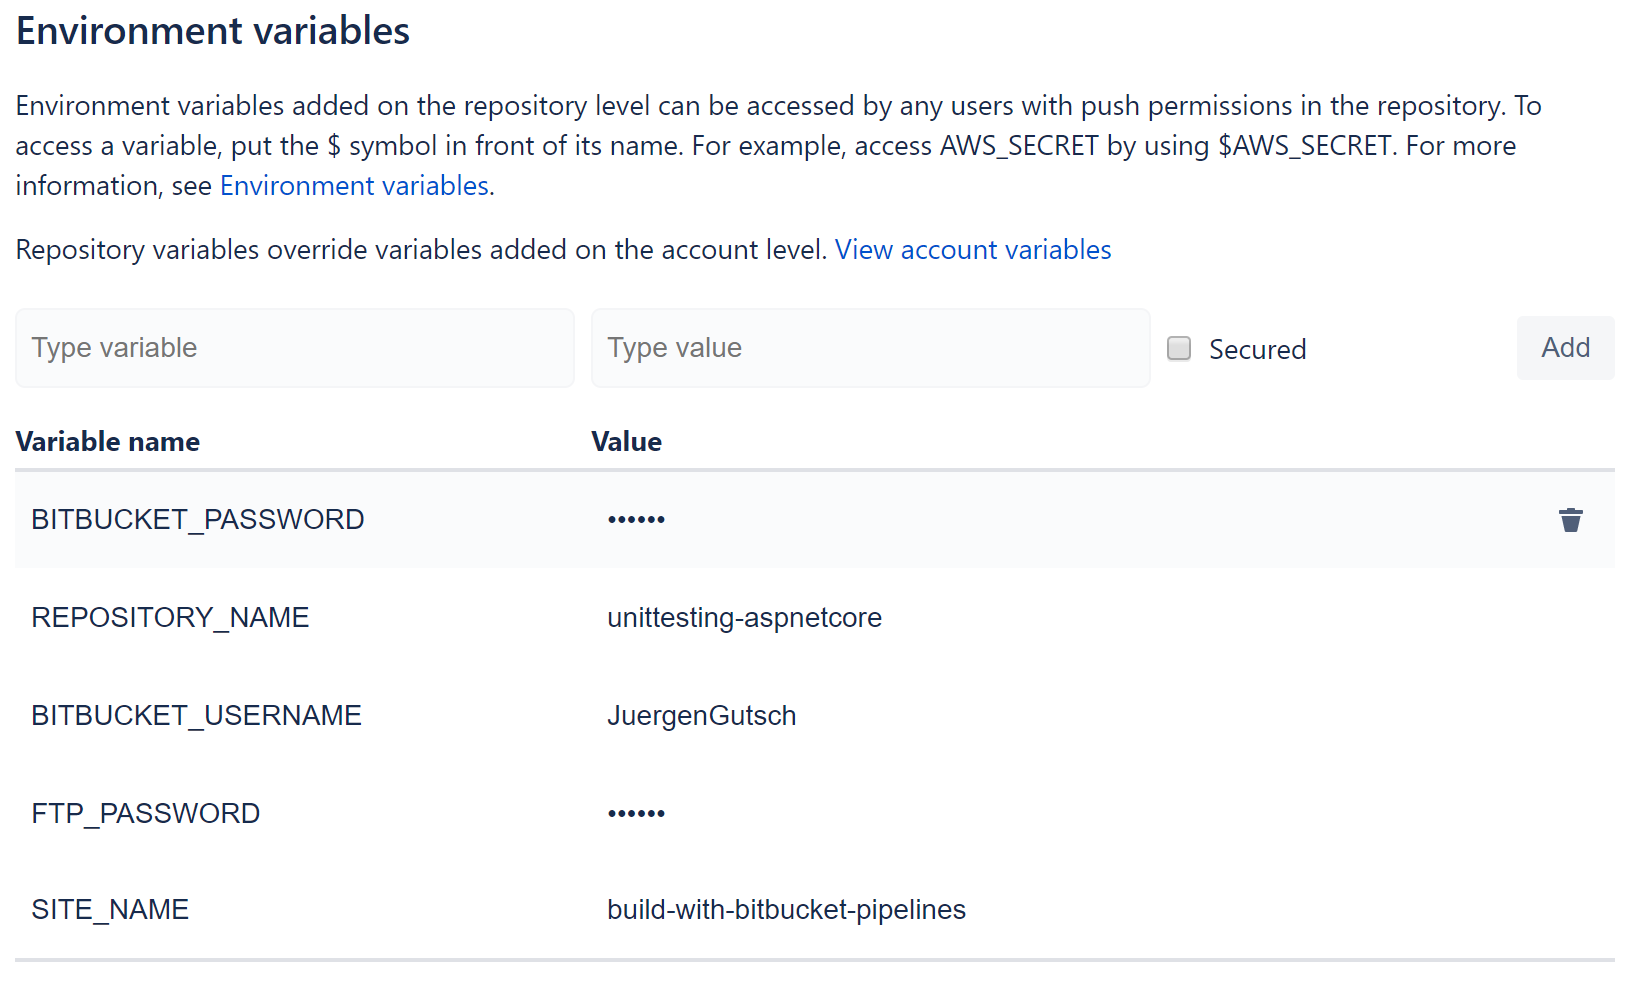 Environment variables
Environment variables added on the repository level can be accessed by any users with push permissions in the repository. To
access a variable, put the $ symbol in front of its name. For example, access AWS_SECRET by using $AWS_SECRET. For more
information, see Environment variables.
Repository variables override variables added on the account level. View account variables
Type variable Type value Secured Add
Variable name Value
BITBUCKET_PASSWORD ••••••
REPOSITORY_NAME unittesting-aspnetcore
BITBUCKET_USERNAME JuergenGutsch
FTP_PASSWORD ••••••
SITE_NAME build-with-bitbucket-pipelines